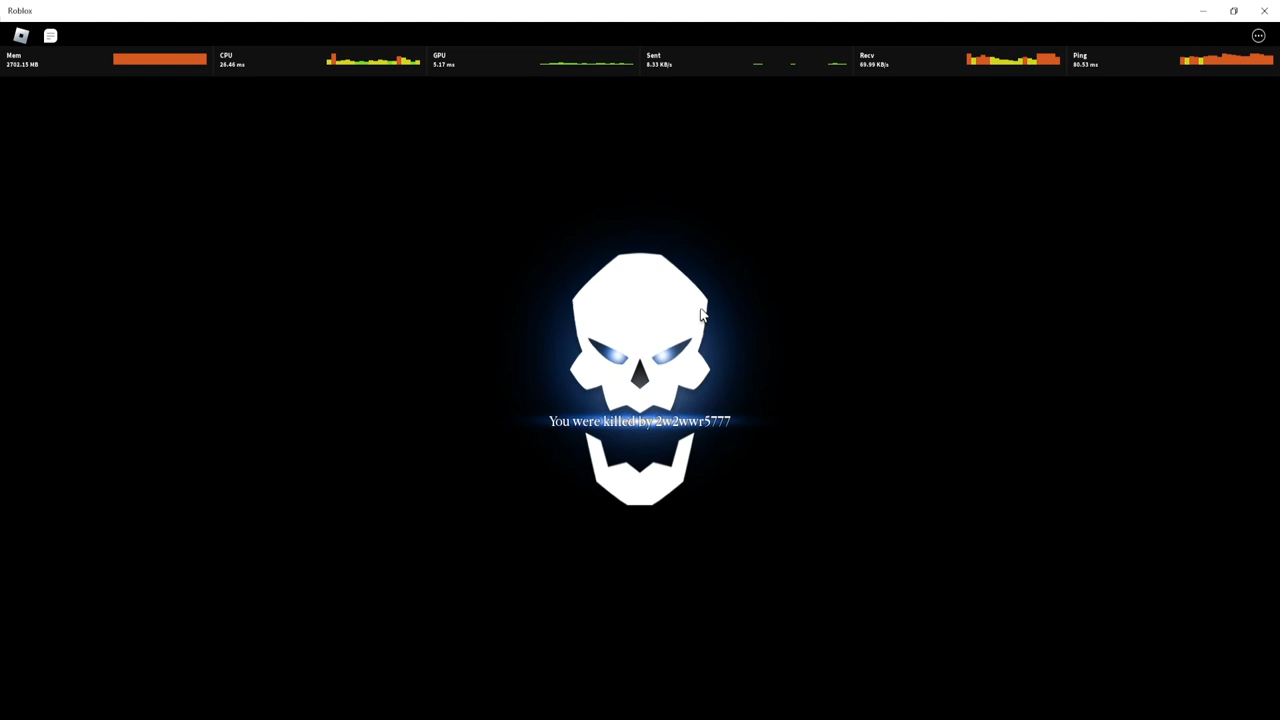 Roblox
Mem
2702.15 MB
CPU
26.46 ms
GPU
5.17 ms
Sent
8.33 KB/s
Recv
69.99 KB/s
Ping
80.53 ms
You were killed by 2w2wwr5777